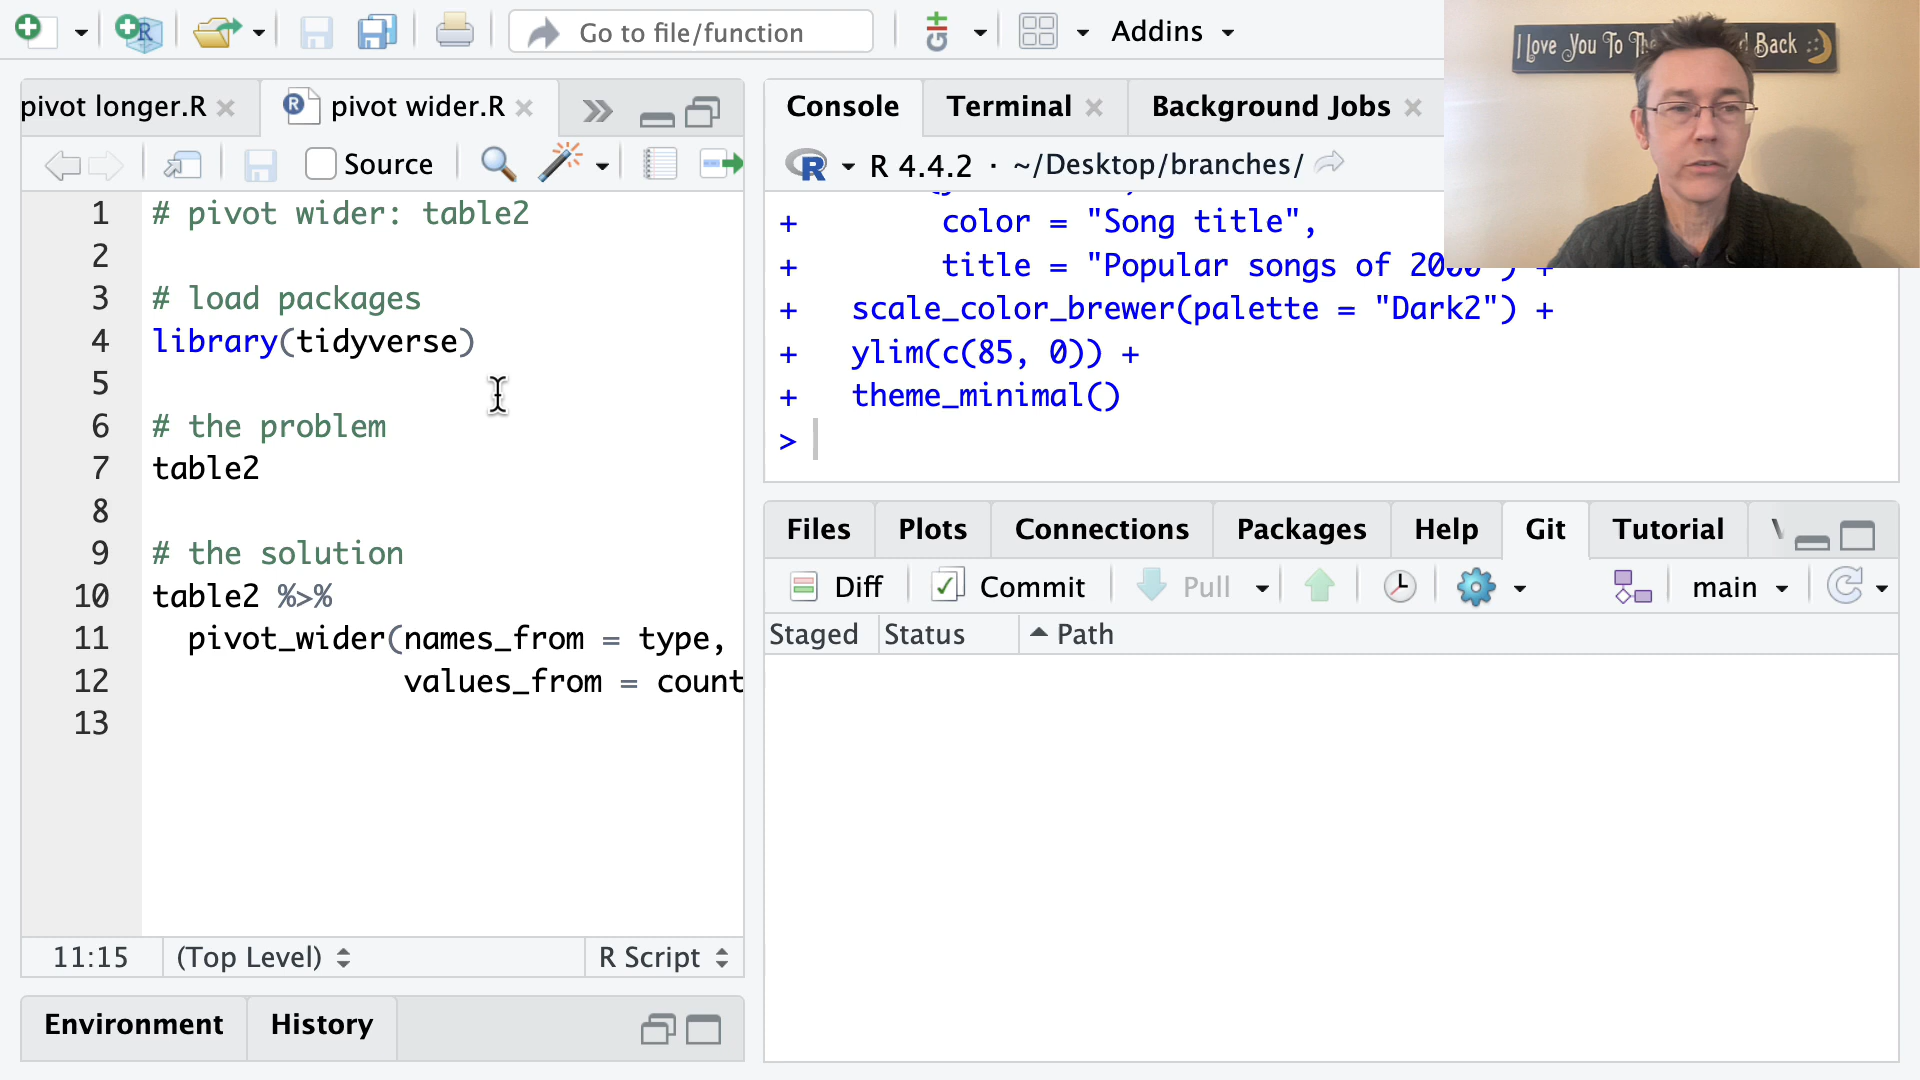 Go to file/function
Addins
I love You To The d Back
pivot longer.R
pivot wider.R
Source
1 # pivot wider: table2
2
3 # load packages
4 library(tidyverse)
5
6 # the problem
7 table2
8
9 # the solution
10 table2 %>%
11 pivot_wider(names_from = type,
12 values_from = count
13
11:15 (Top Level) R Script
Environment History
Console Terminal Background Jobs
R 4.4.2 · ~/Desktop/branches/
+ color = "Song title",
+ title = "Popular songs of 2000") +
+ scale_color_brewer(palette = "Dark2") +
+ ylim(c(85, 0)) +
+ theme_minimal()
>
Files Plots Connections Packages Help Git Tutorial
Diff Commit Pull main
Staged Status Path